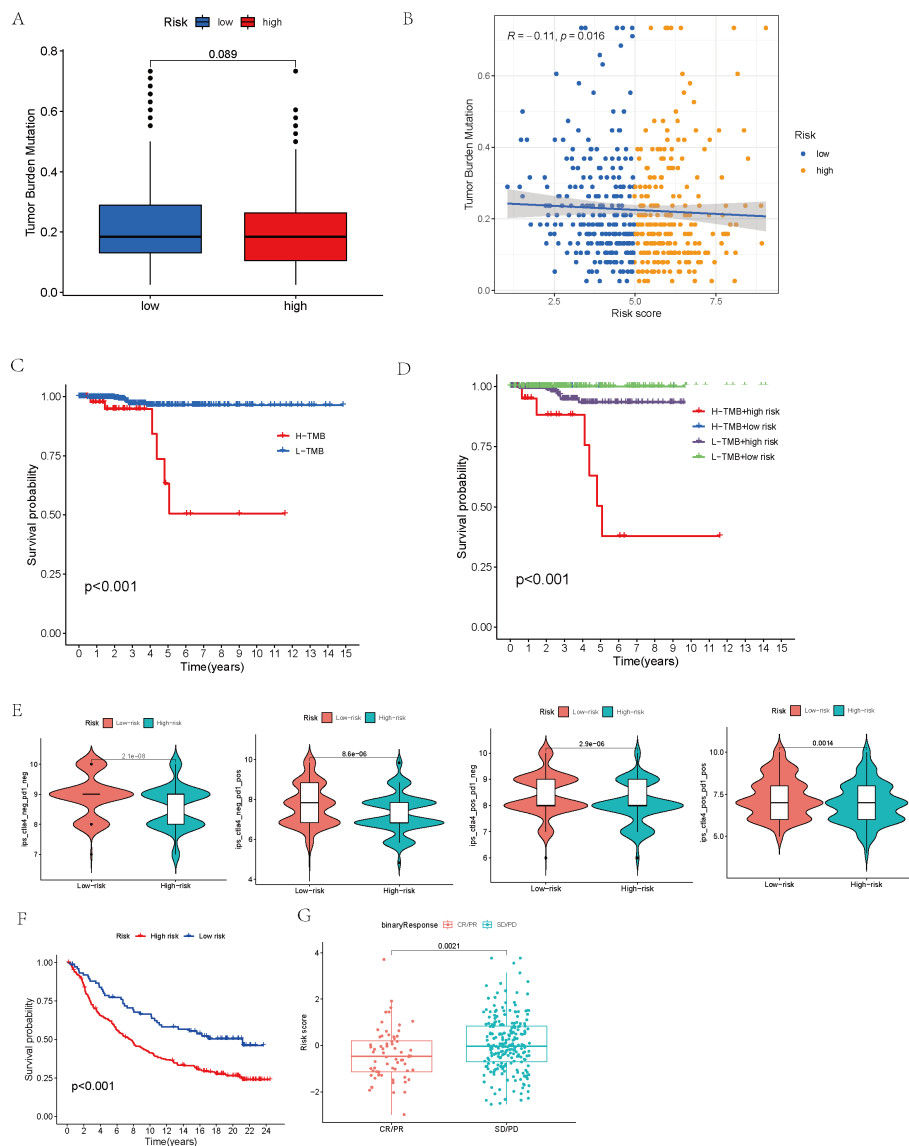 A
Risk low high
0.089
Tumor Burden Mutation
0.8
0.6
0.4
0.2
0.0
low high
B
R = −0.11, p = 0.016
Tumor Burden Mutation
0.6
0.4
0.2
0.0
2.5 5.0 7.5
Risk score
Risk
low
high
C
Survival probability
1.00
0.75
0.50
0.25
0.00
H−TMB
L−TMB
p<0.001
0 1 2 3 4 5 6 7 8 9 10 11 12 13 14 15
Time(years)
D
Survival probability
1.00
0.75
0.50
0.25
0.00
H−TMB+high risk
H−TMB+low risk
L−TMB+high risk
L−TMB+low risk
p<0.001
0 1 2 3 4 5 6 7 8 9 10 11 12 13 14 15
Time(years)
E
Risk Low−risk High−risk
2.1e−08
ips_ctla4_neg_pd1_neg
10
9
8
7
Low−risk High−risk
Risk Low−risk High−risk
8.6e−06
ips_ctla4_neg_pd1_pos
10
8
6
4
Low−risk High−risk
Risk Low−risk High−risk
2.9e−06
ips_ctla4_pos_pd1_neg
10
9
8
7
6
Low−risk High−risk
Risk Low−risk High−risk
0.0014
ips_ctla4_pos_pd1_pos
10.0
7.5
5.0
Low−risk High−risk
F
Risk High risk Low risk
Survival probability
1.00
0.75
0.50
0.25
0.00
p<0.001
0 2 4 6 8 10 12 14 16 18 20 22 24
Time(years)
G
binaryResponse CR/PR SD/PD
0.0021
Risk score
4
2
0
−2
CR/PR SD/PD